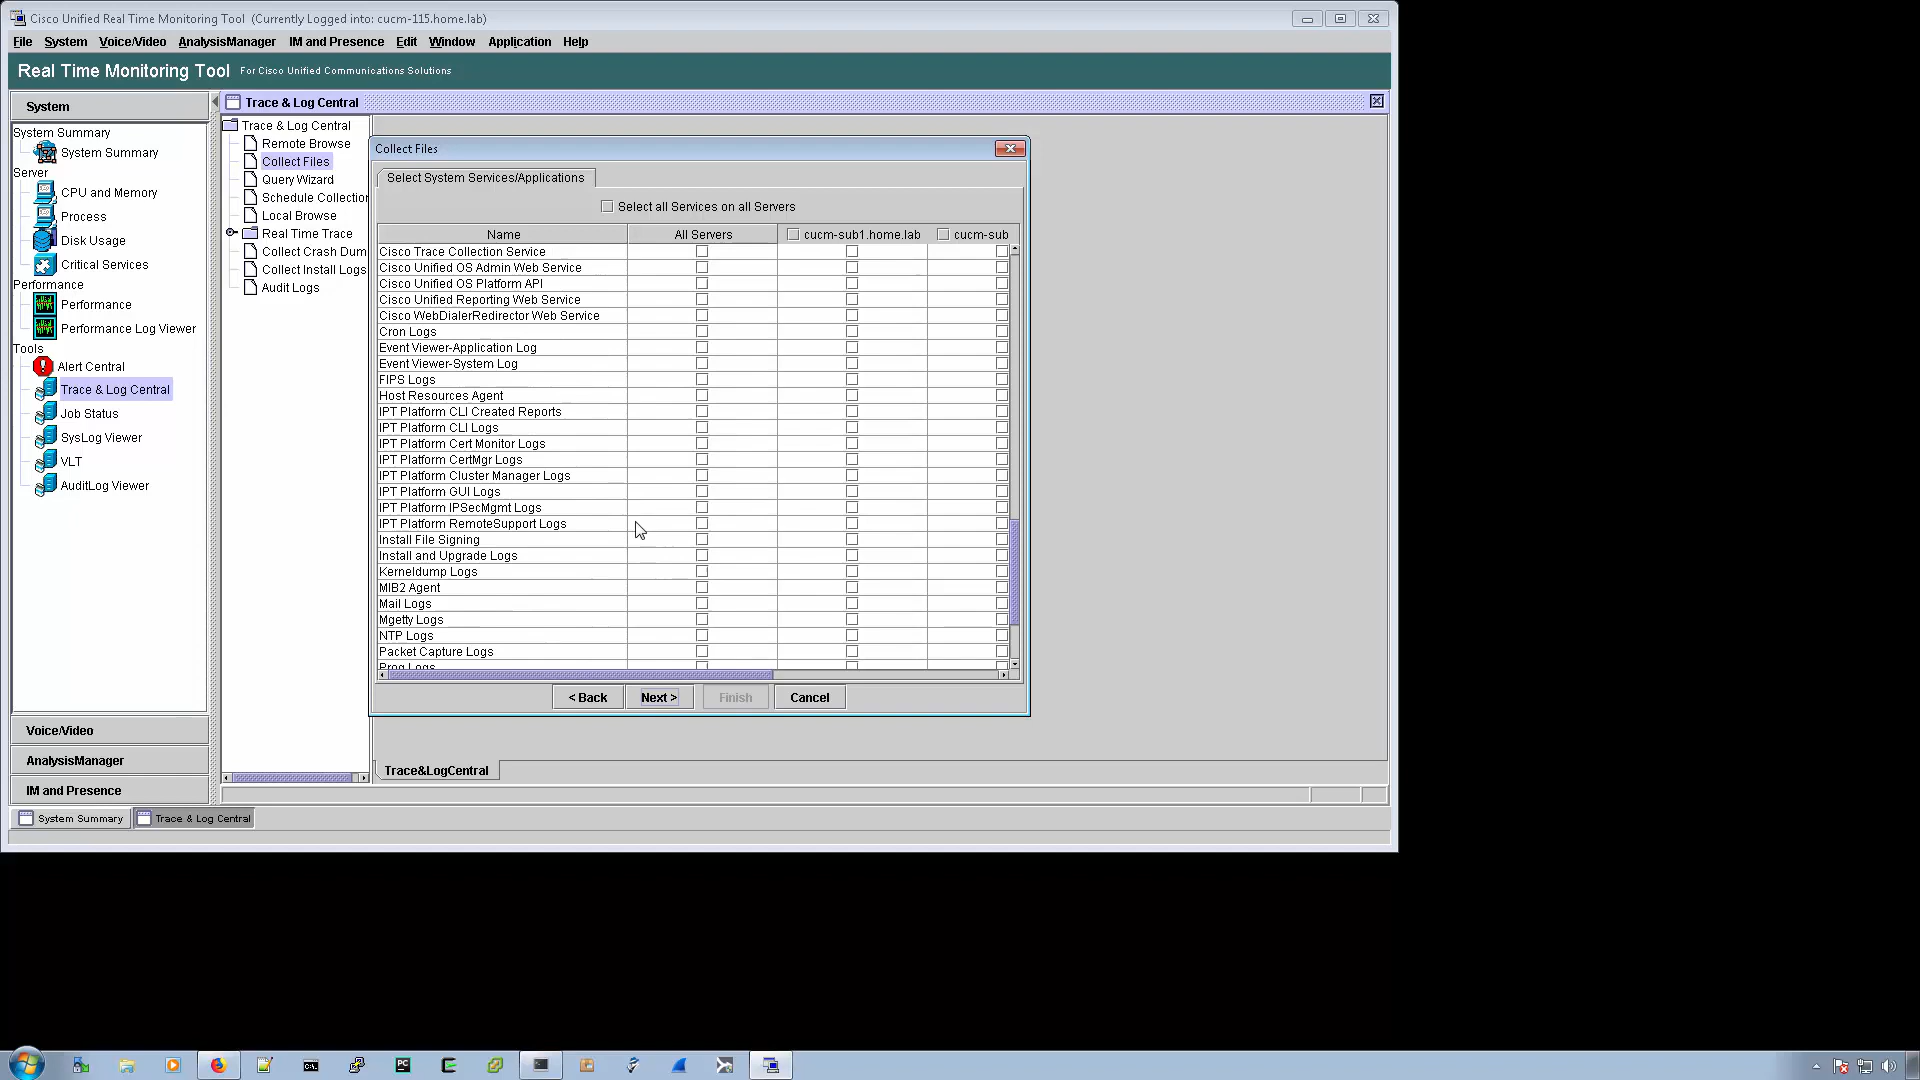 Cisco Unified Real Time Monitoring Tool (Currently Logged into: cucm-115.home.lab)
File System Voice/Video AnalysisManager IM and Presence Edit Window Application Help
Real Time Monitoring Tool For Cisco Unified Communications Solutions
System
System Summary
System Summary
Server
CPU and Memory
Process
Disk Usage
Critical Services
Performance
Performance
Performance Log Viewer
Tools
Alert Central
Trace & Log Central
Job Status
SysLog Viewer
VLT
AuditLog Viewer
Voice/Video
AnalysisManager
IM and Presence
Trace & Log Central
Trace & Log Central
Remote Browse
Collect Files
Query Wizard
Schedule Collection
Local Browse
Real Time Trace
Collect Crash Dum
Collect Install Logs
Audit Logs
Collect Files
Select System Services/Applications
Select all Services on all Servers
Name All Servers cucm-sub1.home.lab cucm-sub
Cisco Trace Collection Service
Cisco Unified OS Admin Web Service
Cisco Unified OS Platform API
Cisco Unified Reporting Web Service
Cisco WebDialerRedirector Web Service
Cron Logs
Event Viewer-Application Log
Event Viewer-System Log
FIPS Logs
Host Resources Agent
IPT Platform CLI Created Reports
IPT Platform CLI Logs
IPT Platform Cert Monitor Logs
IPT Platform CertMgr Logs
IPT Platform Cluster Manager Logs
IPT Platform GUI Logs
IPT Platform IPSecMgmt Logs
IPT Platform RemoteSupport Logs
Install File Signing
Install and Upgrade Logs
Kerneldump Logs
MIB2 Agent
Mail Logs
Mgetty Logs
NTP Logs
Packet Capture Logs
Prog Logs
< Back Next > Finish Cancel
Trace&LogCentral
System Summary Trace & Log Central